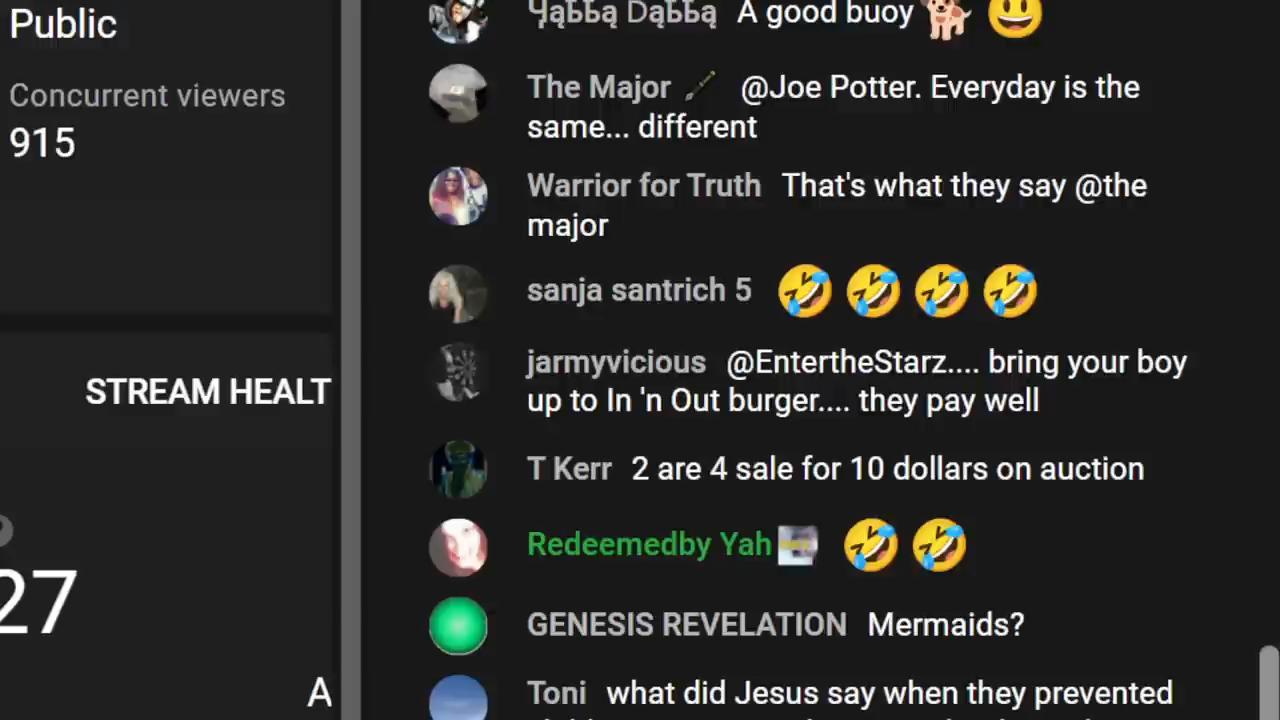 Public
Concurrent viewers
915
STREAM HEALT
27
A
Ყąხხą Dąხხą A good buoy 🐕 😃
The Major @Joe Potter. Everyday is the
same... different
Warrior for Truth That's what they say @the
major
sanja santrich 5 🤣 🤣 🤣 🤣
jarmyvicious @EntertheStarz.... bring your boy
up to In 'n Out burger.... they pay well
T Kerr 2 are 4 sale for 10 dollars on auction
Redeemedby Yah 🤣 🤣
GENESIS REVELATION Mermaids?
Toni what did Jesus say when they prevented